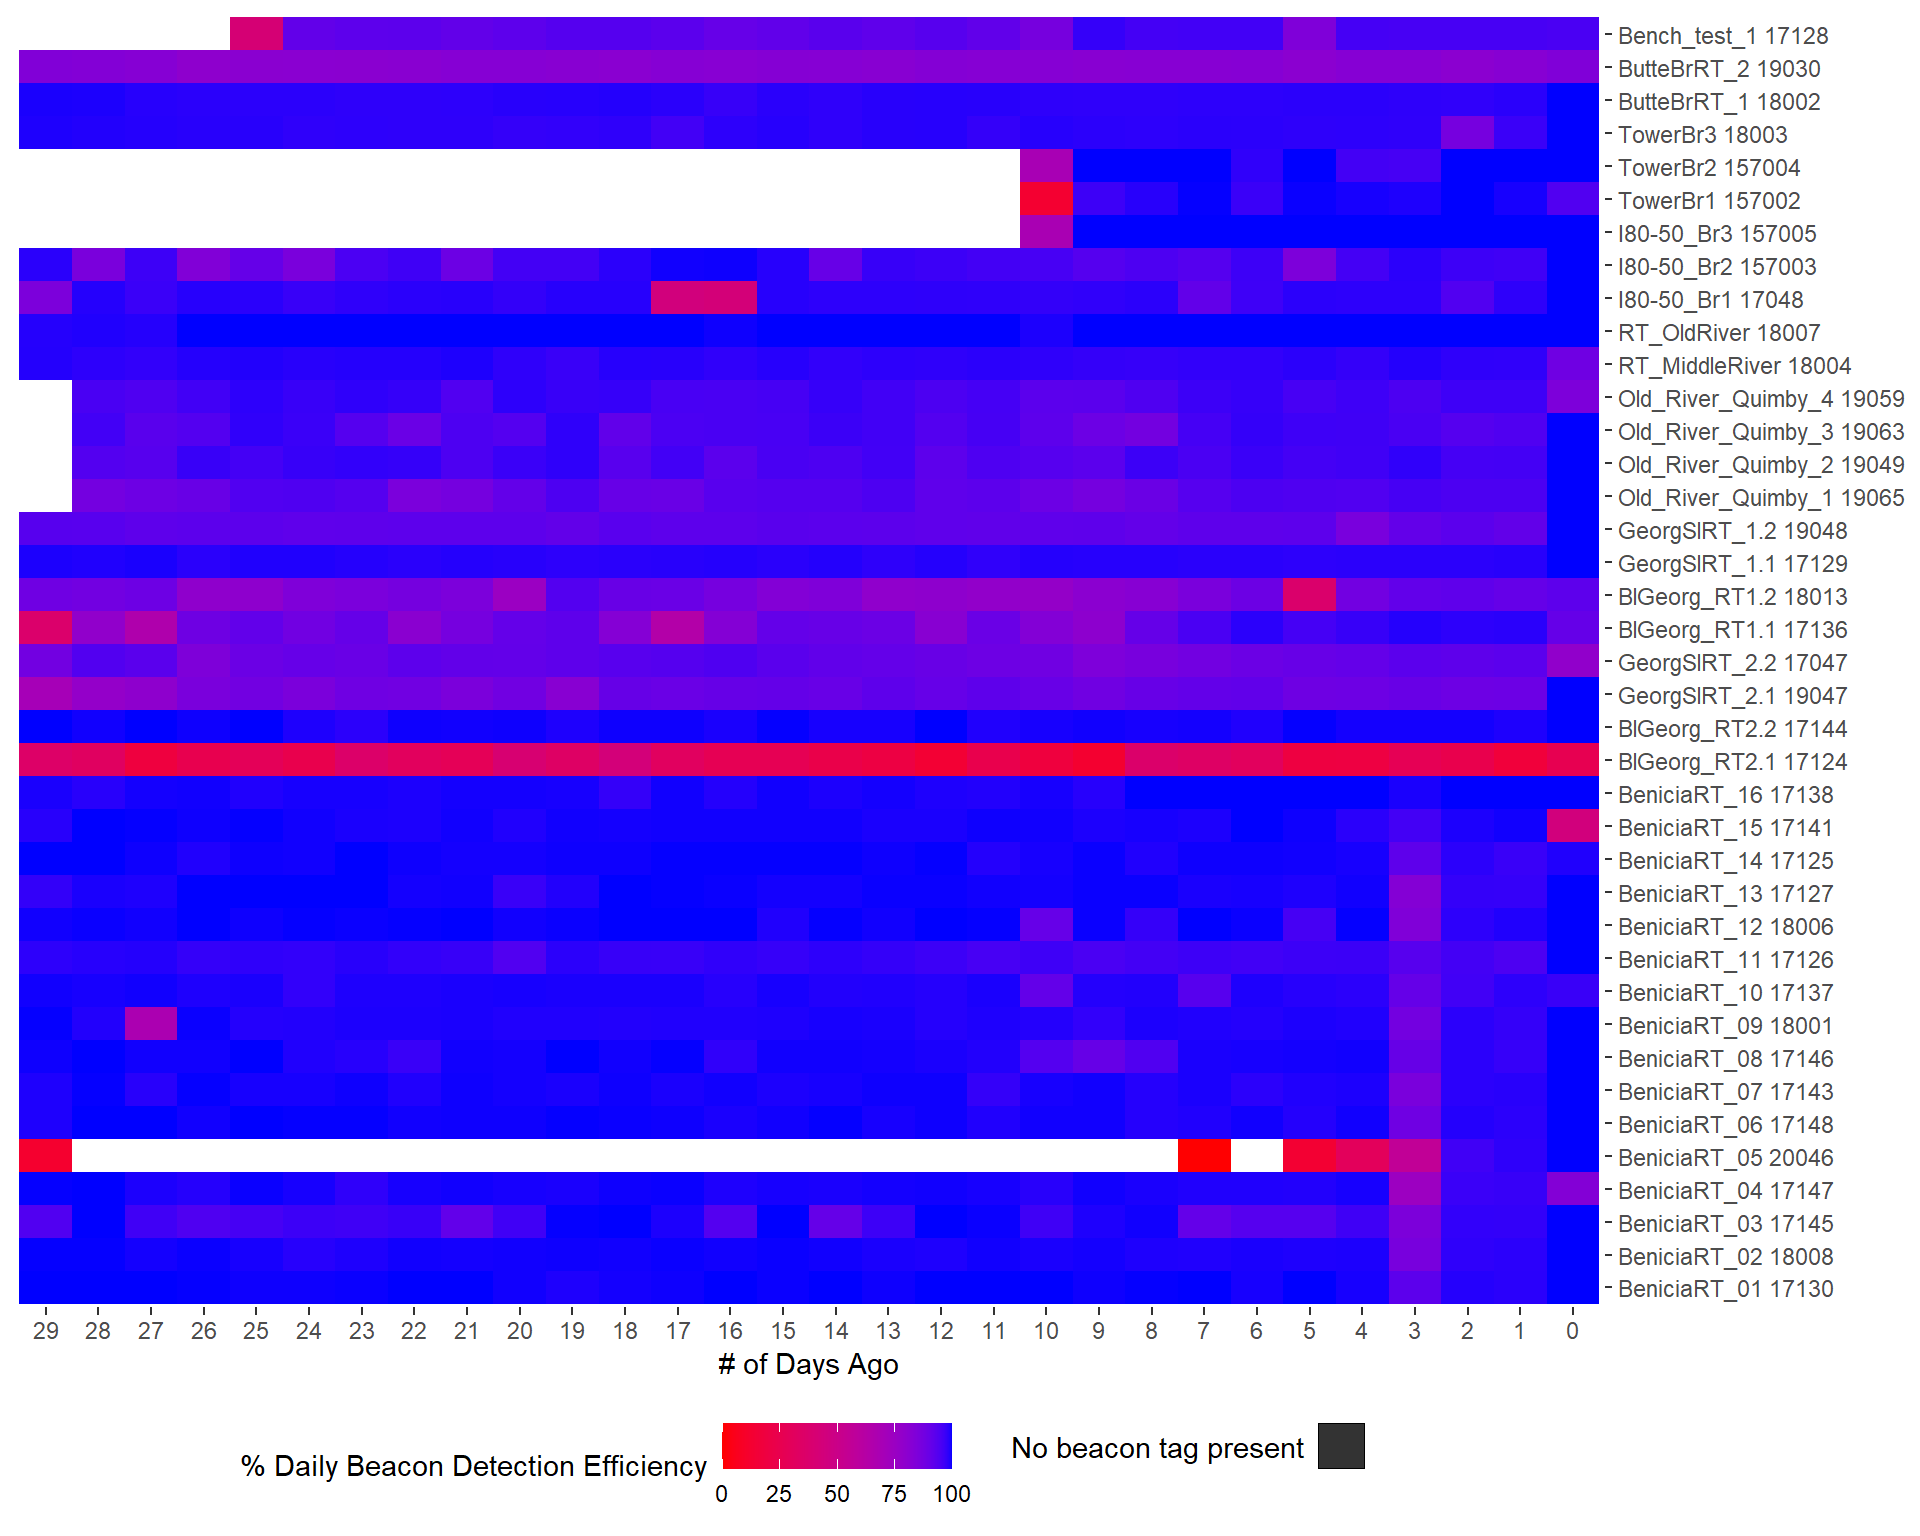 Bench_test_1 17128
ButteBrRT_2 19030
ButteBrRT_1 18002
TowerBr3 18003
TowerBr2 157004
TowerBr1 157002
I80-50_Br3 157005
I80-50_Br2 157003
I80-50_Br1 17048
RT_OldRiver 18007
RT_MiddleRiver 18004
Old_River_Quimby_4 19059
Old_River_Quimby_3 19063
Old_River_Quimby_2 19049
Old_River_Quimby_1 19065
GeorgSlRT_1.2 19048
GeorgSlRT_1.1 17129
BlGeorg_RT1.2 18013
BlGeorg_RT1.1 17136
GeorgSlRT_2.2 17047
GeorgSlRT_2.1 19047
BlGeorg_RT2.2 17144
BlGeorg_RT2.1 17124
BeniciaRT_16 17138
BeniciaRT_15 17141
BeniciaRT_14 17125
BeniciaRT_13 17127
BeniciaRT_12 18006
BeniciaRT_11 17126
BeniciaRT_10 17137
BeniciaRT_09 18001
BeniciaRT_08 17146
BeniciaRT_07 17143
BeniciaRT_06 17148
BeniciaRT_05 20046
BeniciaRT_04 17147
BeniciaRT_03 17145
BeniciaRT_02 18008
BeniciaRT_01 17130
29 28 27 26 25 24 23 22 21 20 19 18 17 16 15 14 13 12 11 10 9 8 7 6 5 4 3 2 1 0
# of Days Ago
% Daily Beacon Detection Efficiency
0 25 50 75 100
No beacon tag present